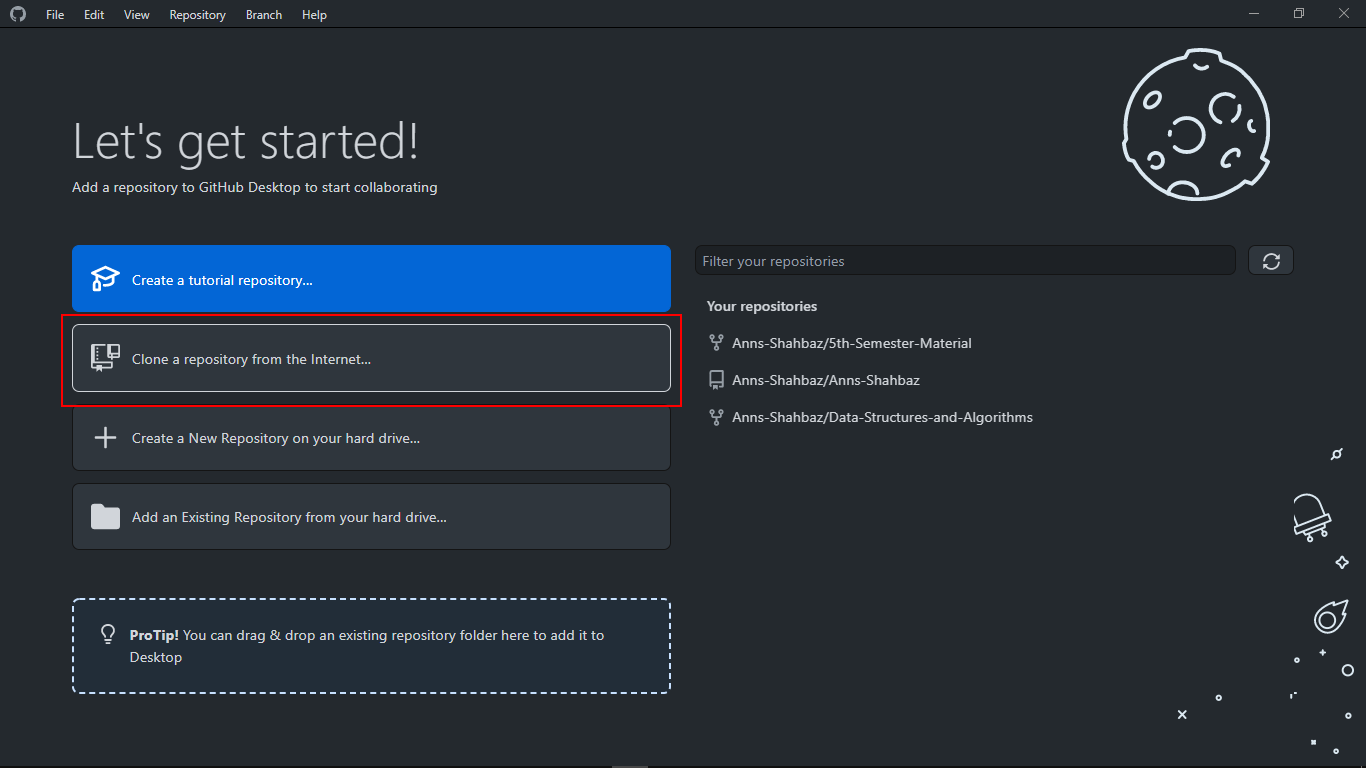 File Edit View Repository Branch Help
Let's get started!
Add a repository to GitHub Desktop to start collaborating
Create a tutorial repository...
Clone a repository from the Internet...
Create a New Repository on your hard drive...
Add an Existing Repository from your hard drive...
ProTip! You can drag & drop an existing repository folder here to add it to
Desktop
Filter your repositories
Your repositories
Anns-Shahbaz/5th-Semester-Material
Anns-Shahbaz/Anns-Shahbaz
Anns-Shahbaz/Data-Structures-and-Algorithms